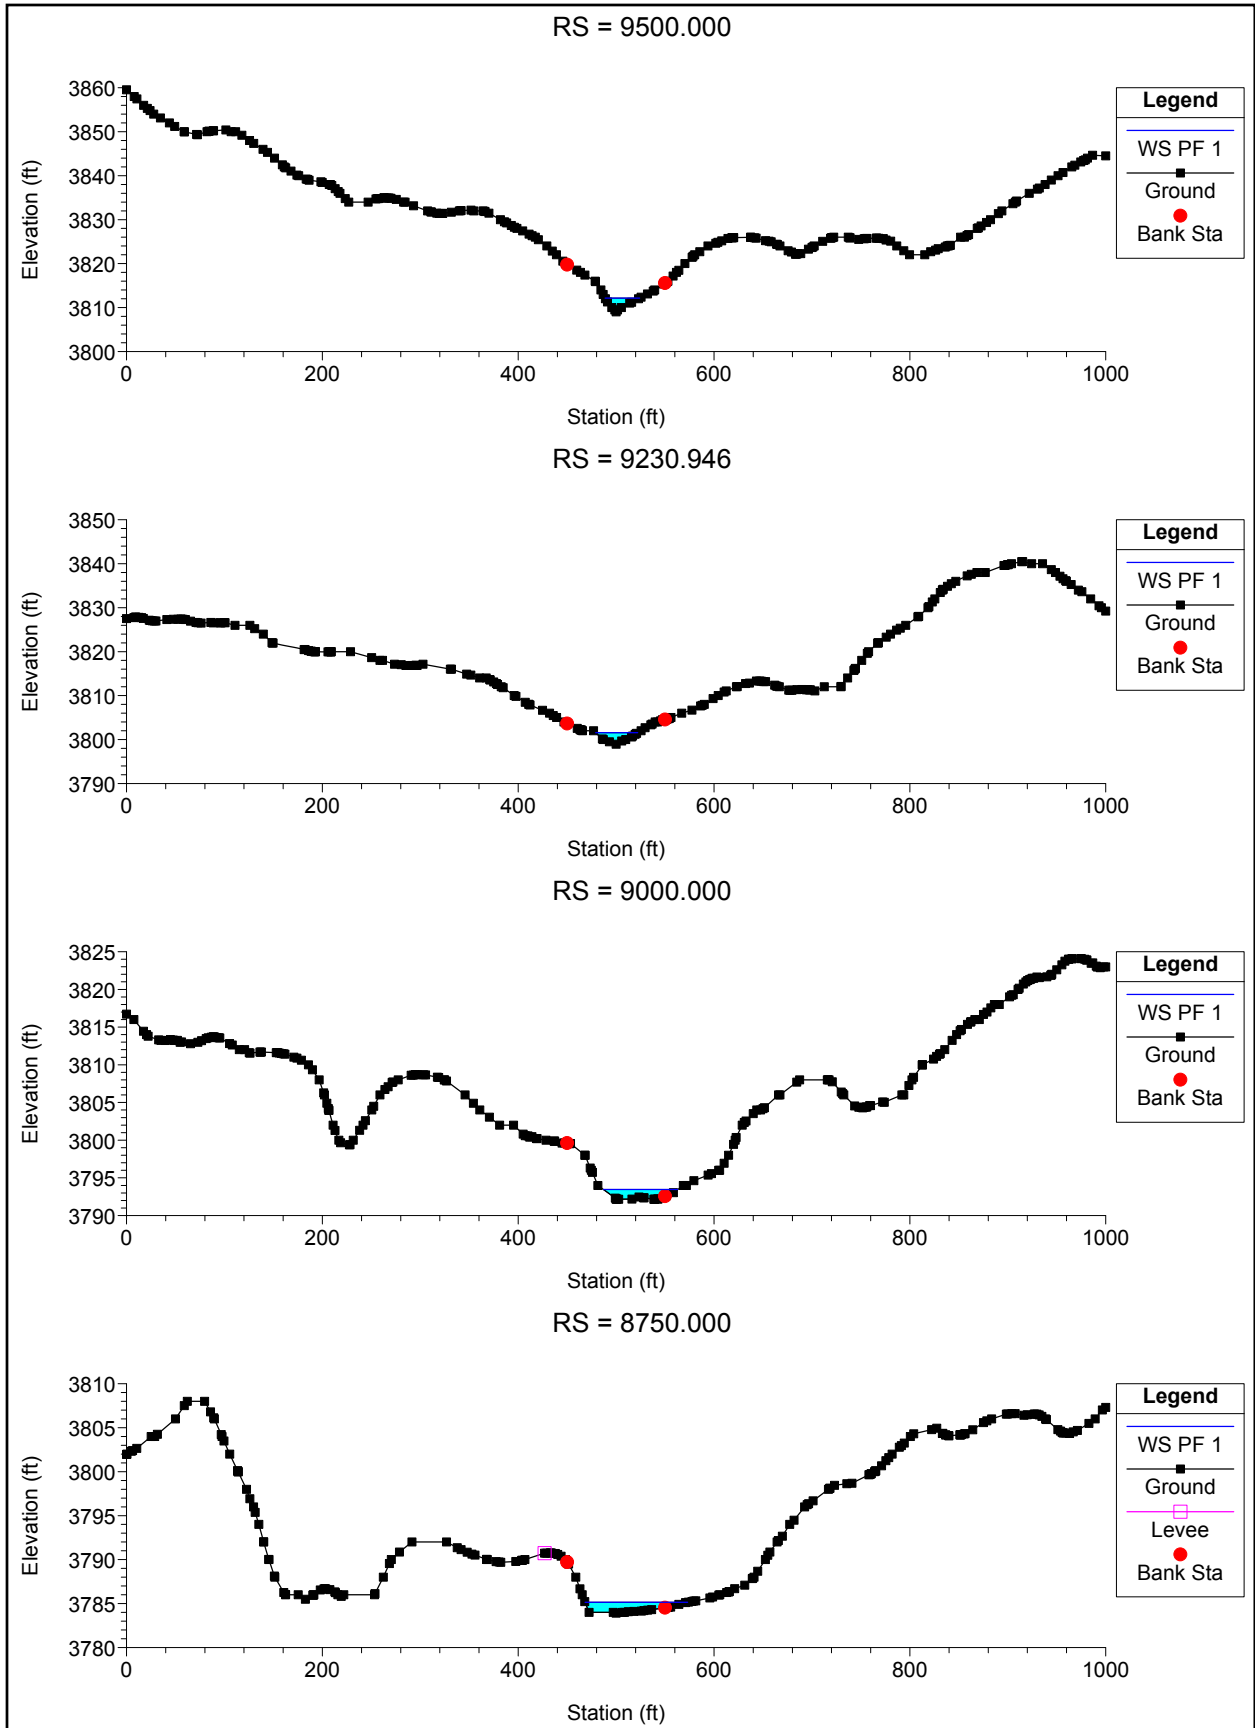 RS = 9500.000
3860
3850
3840
3830
3820
3810
3800
Elevation (ft)
0 200 400 600 800 1000
Station (ft)
Legend
WS PF 1
Ground
Bank Sta
RS = 9230.946
3850
3840
3830
3820
3810
3800
3790
Elevation (ft)
0 200 400 600 800 1000
Station (ft)
Legend
WS PF 1
Ground
Bank Sta
RS = 9000.000
3825
3820
3815
3810
3805
3800
3795
3790
Elevation (ft)
0 200 400 600 800 1000
Station (ft)
Legend
WS PF 1
Ground
Bank Sta
RS = 8750.000
3810
3805
3800
3795
3790
3785
3780
Elevation (ft)
0 200 400 600 800 1000
Station (ft)
Legend
WS PF 1
Ground
Levee
Bank Sta